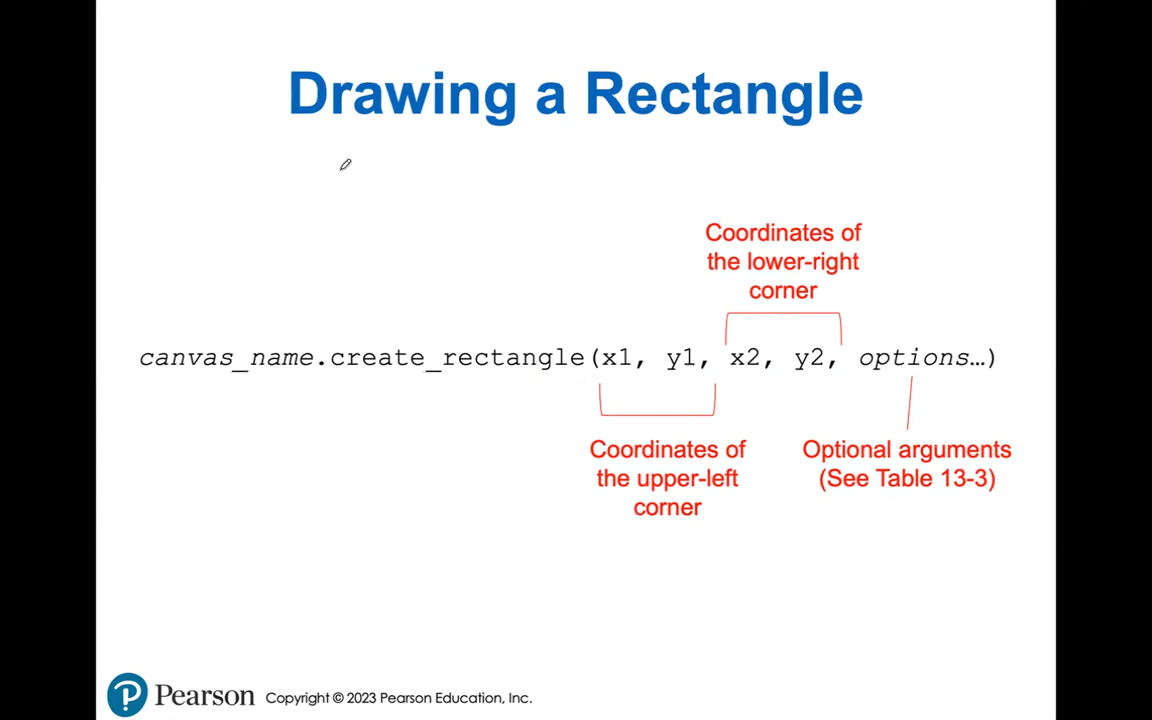 Drawing a Rectangle
Coordinates of
the lower-right
corner
canvas_name.create_rectangle(x1, y1, x2, y2, options…)
Coordinates of
the upper-left
corner
Optional arguments
(See Table 13-3)
Pearson
Copyright © 2023 Pearson Education, Inc.